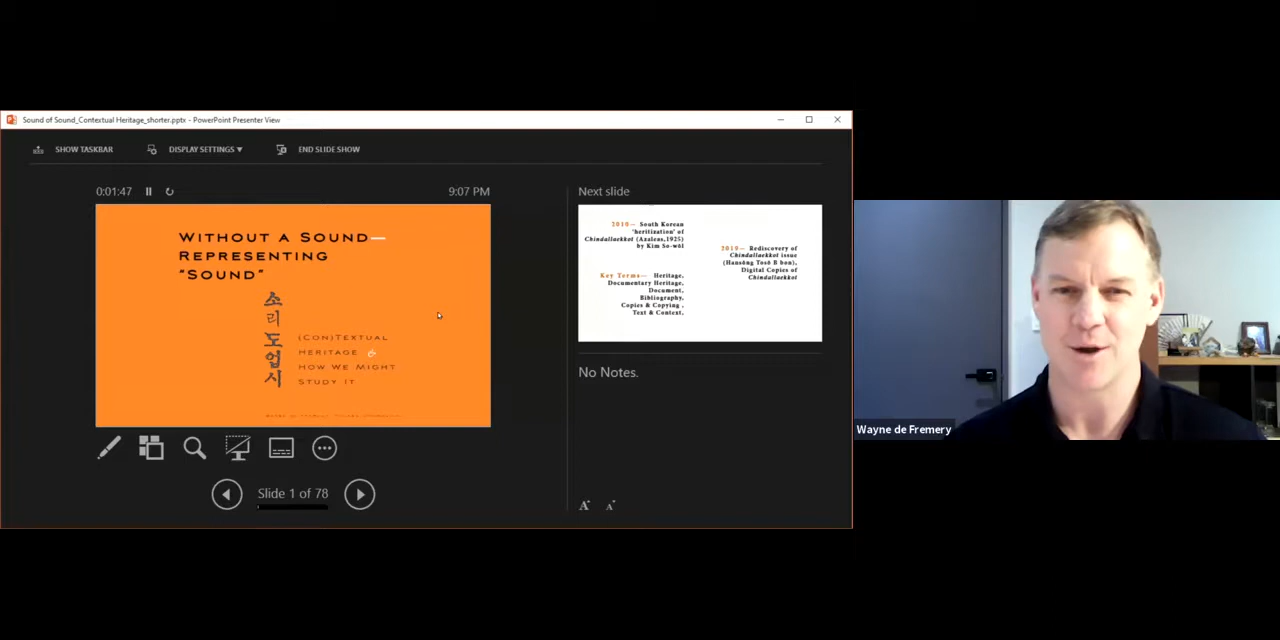 Sound of Sound_Contextual Heritage_shorter.pptx - PowerPoint Presenter View
SHOW TASKBAR
DISPLAY SETTINGS ▼
END SLIDE SHOW
0:01:47
9:07 PM
WITHOUT A SOUND—
REPRESENTING
"SOUND"
소
리
도
업
시
(CON)TEXTUAL
HERITAGE &
HOW WE MIGHT
STUDY IT
Slide 1 of 78
Next slide
2010— South Korean
'heritization' of
Chindallaekkot (Azaleas,1925)
by Kim So-wŏl
Key Terms— Heritage,
Documentary Heritage,
Document,
Bibliography,
Copies & Copying ,
Text & Context,
2019— Rediscovery of
Chindallaekkot issue
(Hansŏng Tosŏ B bon),
Digital Copies of
Chindallaekkot
No Notes.
A
A
Wayne de Fremery